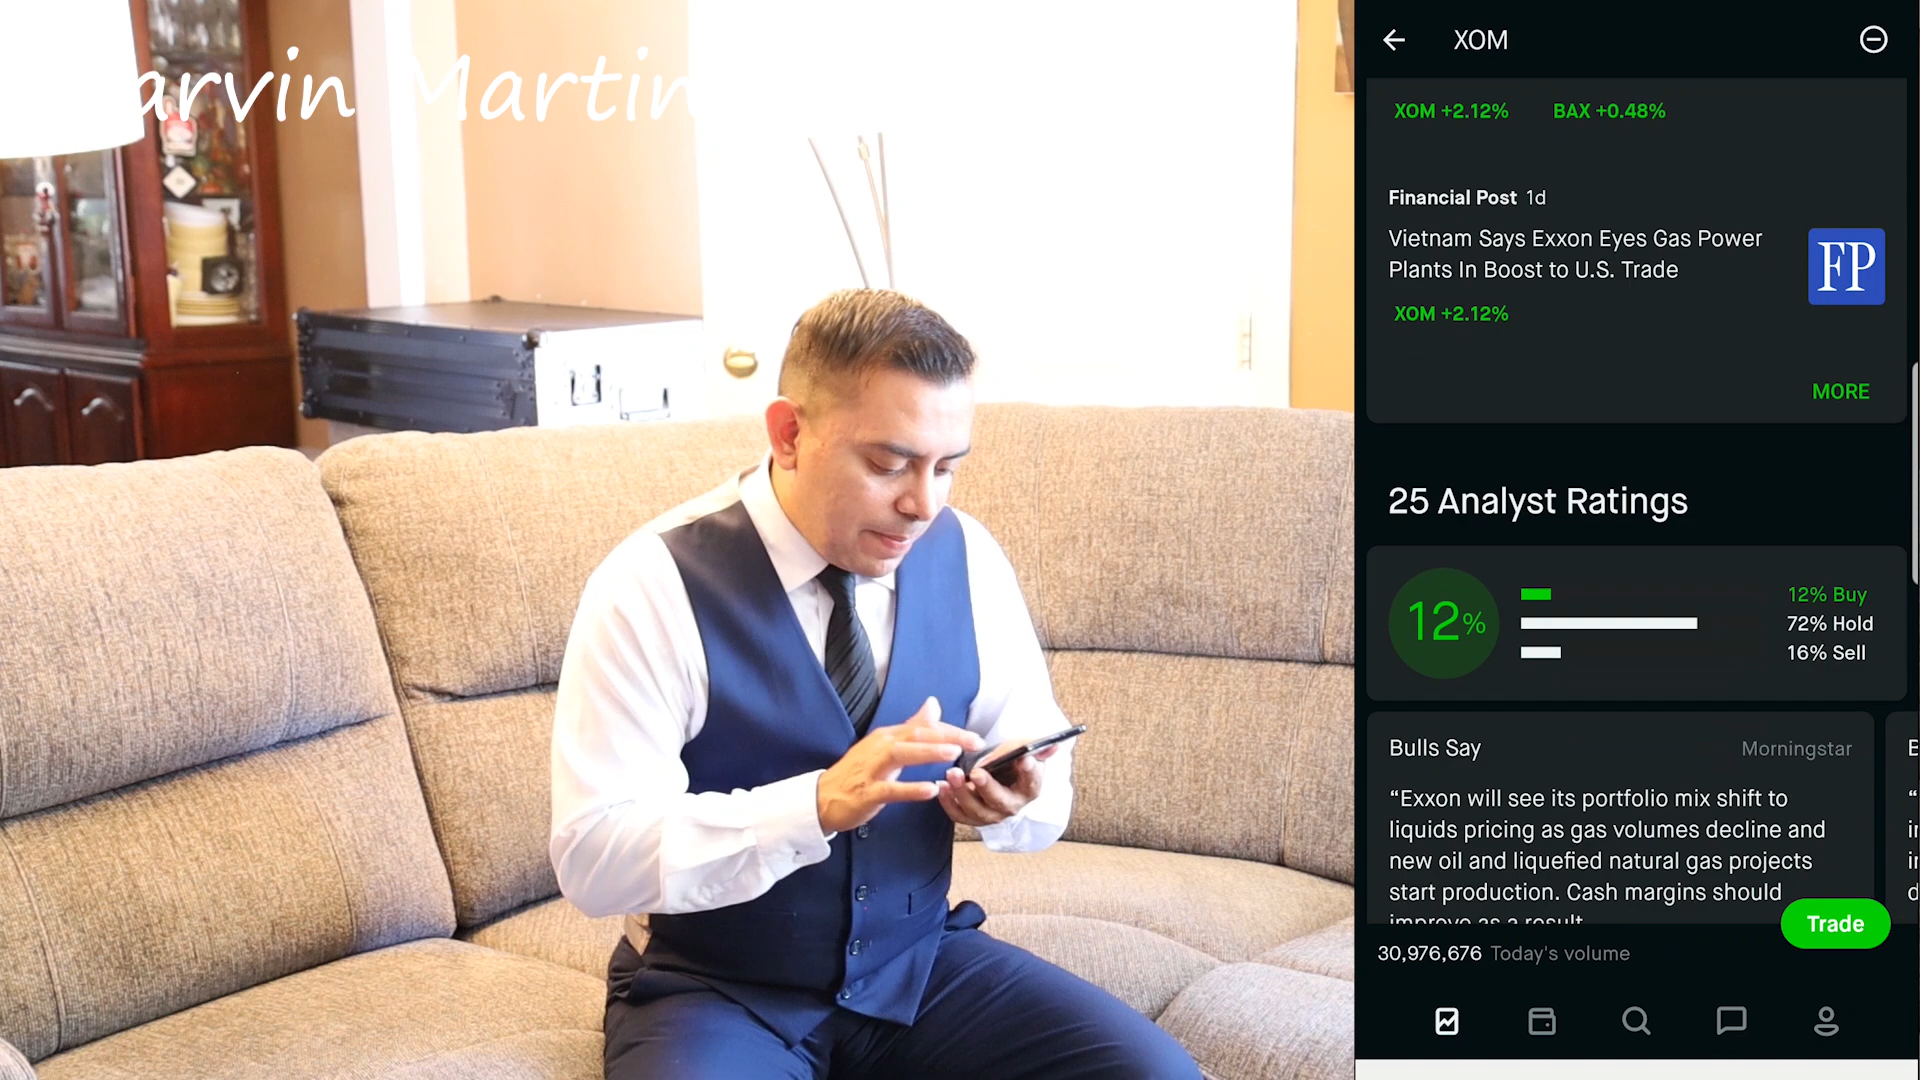 arvin Martin
XOM
XOM +2.12% BAX +0.48%
Financial Post 1d
Vietnam Says Exxon Eyes Gas Power
Plants In Boost to U.S. Trade
FP
XOM +2.12%
MORE
25 Analyst Ratings
12%
12% Buy
72% Hold
16% Sell
Bulls Say Morningstar
“Exxon will see its portfolio mix shift to
liquids pricing as gas volumes decline and
new oil and liquefied natural gas projects
start production. Cash margins should
improve as a result.
Trade
30,976,676 Today's volume